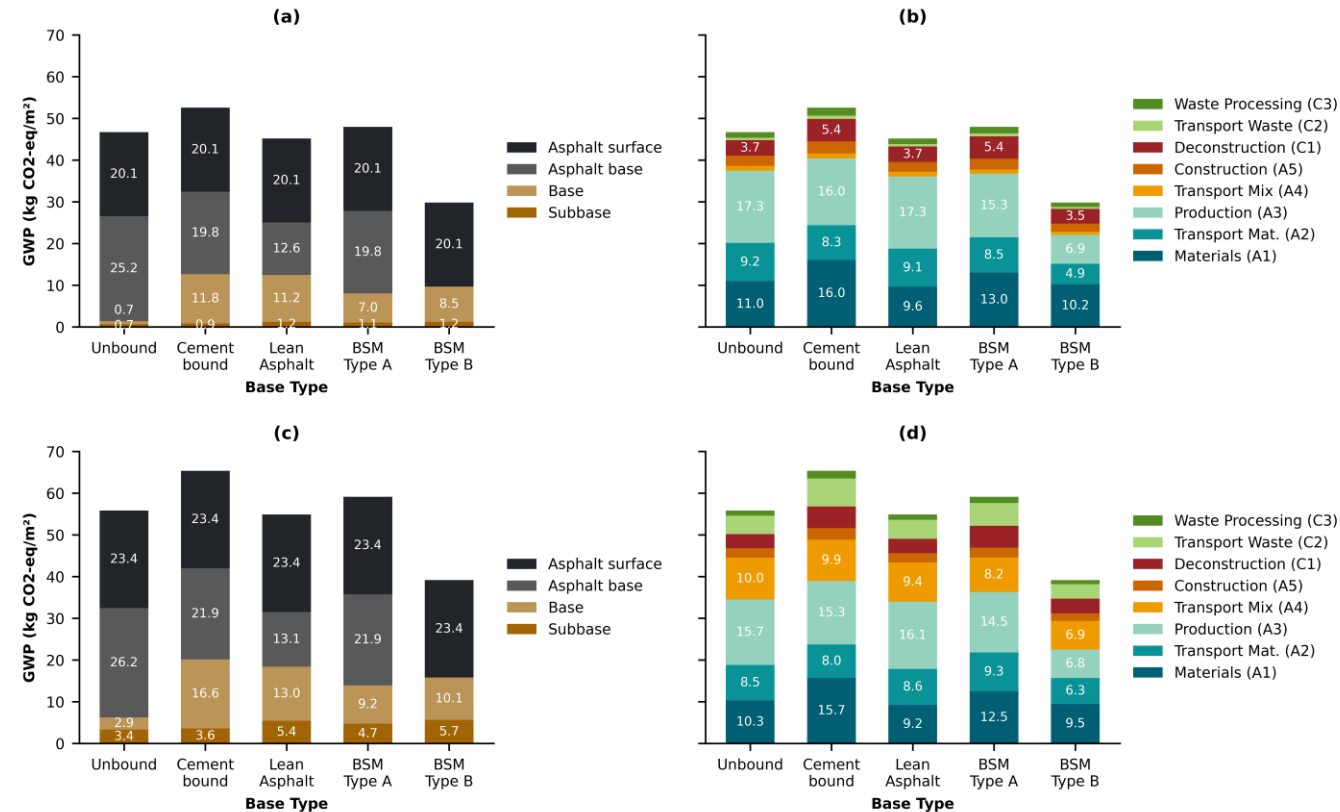 (a)
GWP (kg CO2-eq/m²)
70
60
50
40
30
20
10
0
20.1
25.2
0.7
0.7
20.1
19.8
11.8
0.9
20.1
12.6
11.2
1.2
20.1
19.8
7.0
1.1
20.1
8.5
1.2
Unbound
Cement
bound
Lean
Asphalt
BSM
Type A
BSM
Type B
Base Type
Asphalt surface
Asphalt base
Base
Subbase
(b)
3.7
17.3
9.2
11.0
5.4
16.0
8.3
16.0
3.7
17.3
9.1
9.6
5.4
15.3
8.5
13.0
3.5
6.9
4.9
10.2
Unbound
Cement
bound
Lean
Asphalt
BSM
Type A
BSM
Type B
Base Type
Waste Processing (C3)
Transport Waste (C2)
Deconstruction (C1)
Construction (A5)
Transport Mix (A4)
Production (A3)
Transport Mat. (A2)
Materials (A1)
(c)
GWP (kg CO2-eq/m²)
70
60
50
40
30
20
10
0
23.4
26.2
2.9
3.4
23.4
21.9
16.6
3.6
23.4
13.1
13.0
5.4
23.4
21.9
9.2
4.7
23.4
10.1
5.7
Unbound
Cement
bound
Lean
Asphalt
BSM
Type A
BSM
Type B
Base Type
Asphalt surface
Asphalt base
Base
Subbase
(d)
10.0
15.7
8.5
10.3
9.9
15.3
8.0
15.7
9.4
16.1
8.6
9.2
8.2
14.5
9.3
12.5
6.9
6.8
6.3
9.5
Unbound
Cement
bound
Lean
Asphalt
BSM
Type A
BSM
Type B
Base Type
Waste Processing (C3)
Transport Waste (C2)
Deconstruction (C1)
Construction (A5)
Transport Mix (A4)
Production (A3)
Transport Mat. (A2)
Materials (A1)